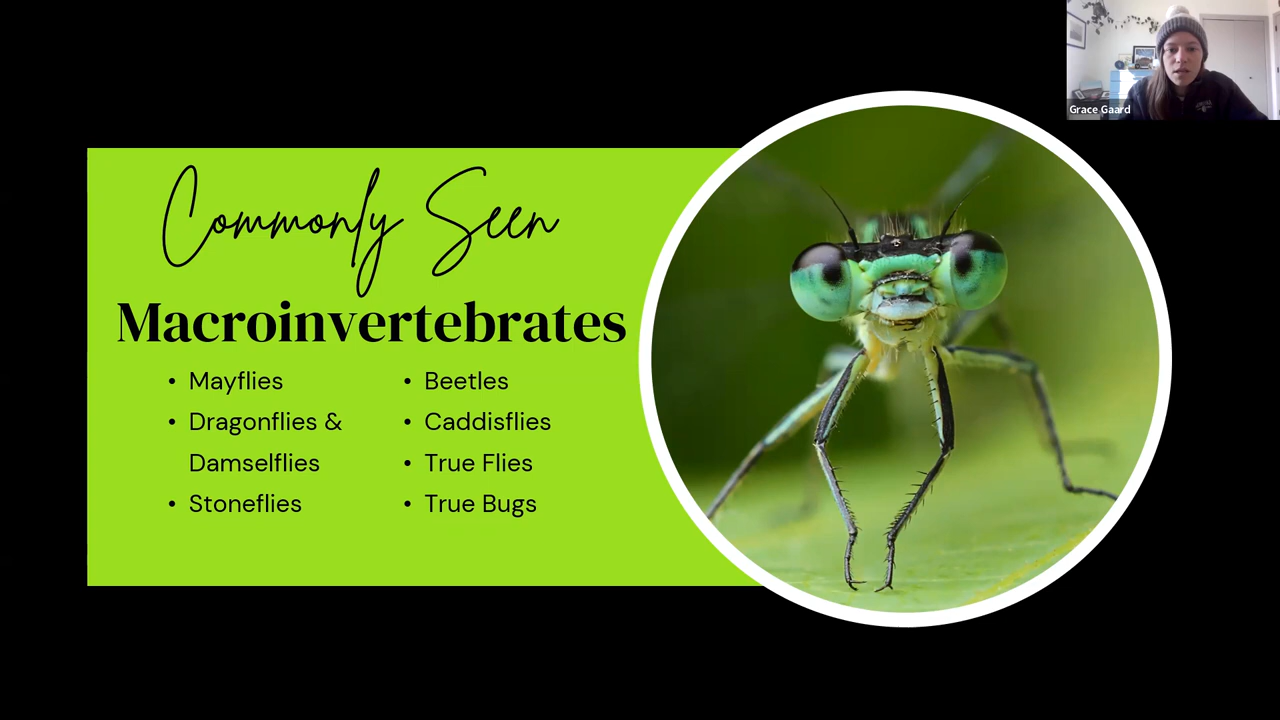 Commonly Seen
Macroinvertebrates
• Mayflies
• Dragonflies &
Damselflies
• Stoneflies
• Beetles
• Caddisflies
• True Flies
• True Bugs
Grace Gaard